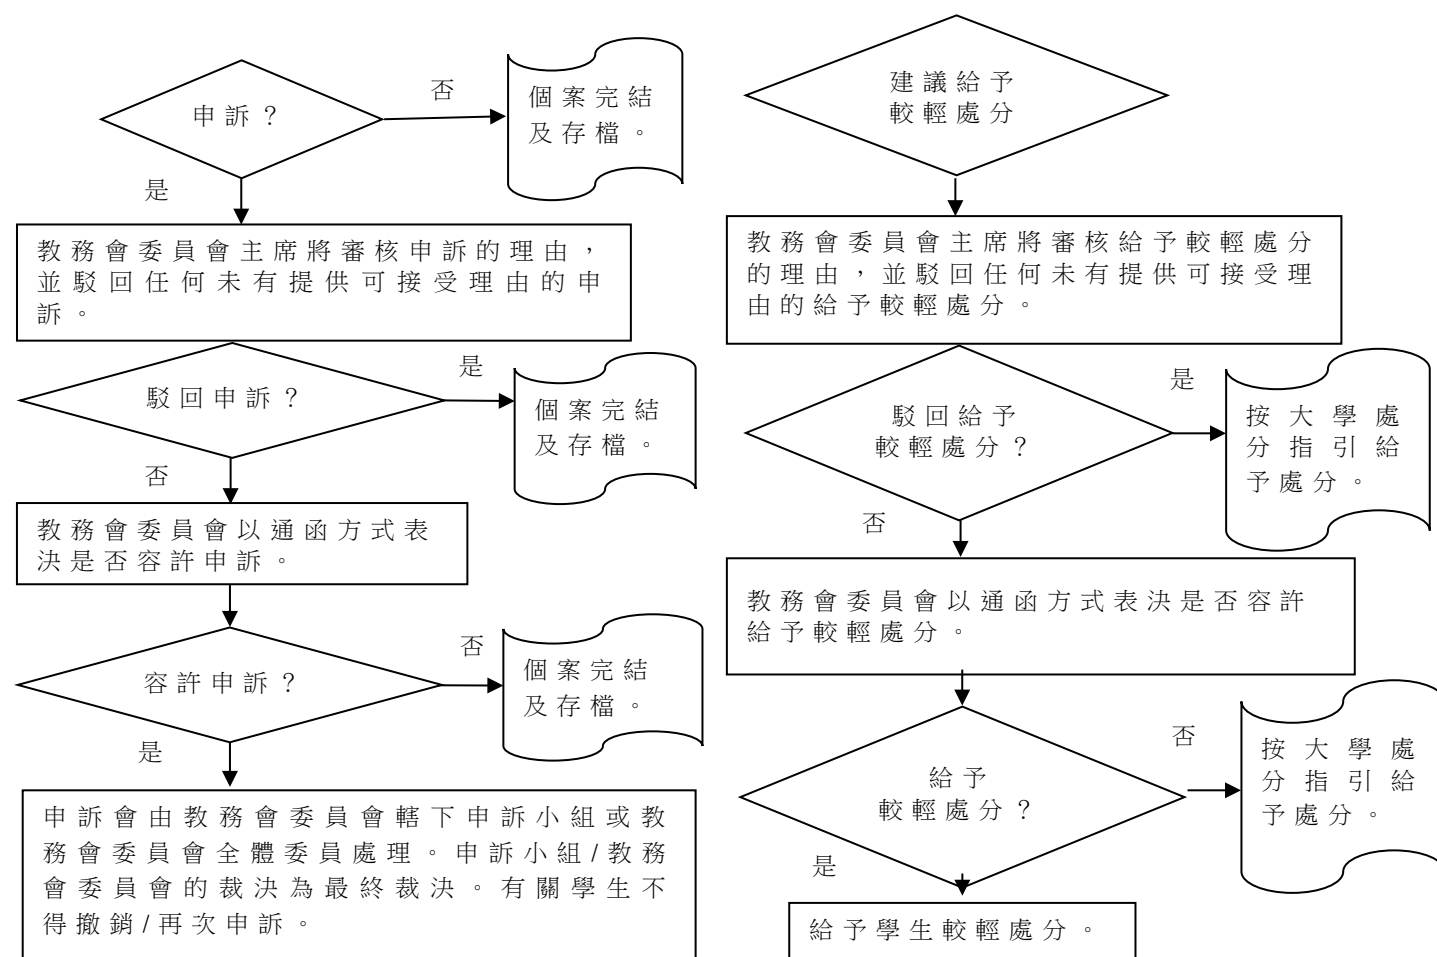 申訴？
否
個案完結
及存檔。
是
教務會委員會主席將審核申訴的理由，
並駁回任何未有提供可接受理由的申
訴。
駁回申訴？
是
個案完結
及存檔。
否
教務會委員會以通函方式表
決是否容許申訴。
容許申訴？
否
個案完結
及存檔。
是
申訴會由教務會委員會轄下申訴小組或教
務會委員會全體委員處理。申訴小組/教務
會委員會的裁決為最終裁決。有關學生不
得撤銷/再次申訴。
建議給予
較輕處分
教務會委員會主席將審核給予較輕處分
的理由，並駁回任何未有提供可接受理
由的給予較輕處分。
駁回給予
較輕處分？
是
按大學處
分指引給
予處分。
否
教務會委員會以通函方式表決是否容許
給予較輕處分。
給予
較輕處分？
否
按大學處
分指引給
予處分。
是
給予學生較輕處分。